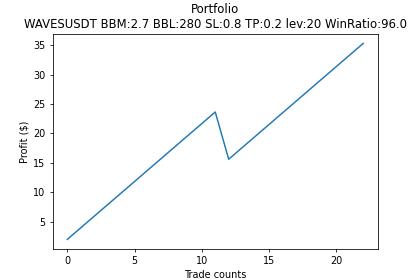 Portfolio
WAVESUSDT BBM:2.7 BBL:280 SL:0.8 TP:0.2 lev:20 WinRatio:96.0
35
30
25
20
15
10
5
Profit ($)
0 5 10 15 20
Trade counts